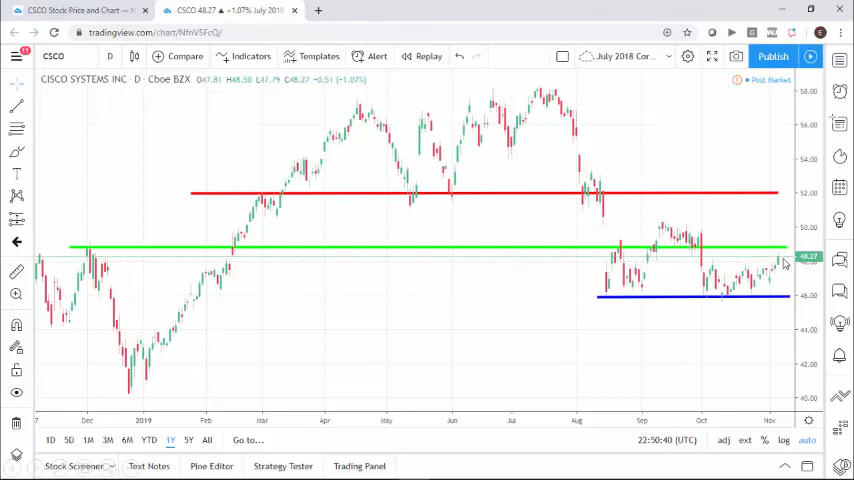 CSCO Stock Price and Chart — N
CSCO 48.27 ▲ +1.07% July 2018
tradingview.com/chart/NfnV5FcQ/
E
11
CSCO D Compare Indicators Templates Alert Replay July 2018 Cor... Publish
CISCO SYSTEMS INC · D · Cboe BZX O47.81 H48.50 L47.79 C48.27 +0.51 (+1.07%)
Post Market
58.00
56.00
54.00
52.00
50.00
48.27
48.00
46.00
44.00
42.00
40.00
7 Dec 2019 Feb Mar Apr May Jun Jul Aug Sep Oct Nov
1D 5D 1M 3M 6M YTD 1Y 5Y All Go to... 22:50:40 (UTC) adj ext % log auto
Stock Screener Text Notes Pine Editor Strategy Tester Trading Panel